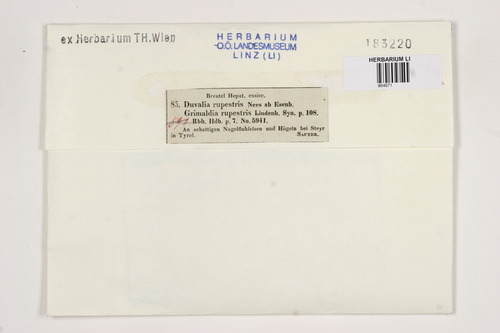 ex Herbarium TH.Wien
HERBARIUM
O.Ö. LANDESMUSEUM
LINZ (LI)
183220
HERBARIUM LI
864871
Breutel Hepat. exsicc.
85. Duvalia rupestris Nees ab Esenb.
Grimaldia rupestris Lindenb. Syn. p. 108.
Rbh. Hdb. p. 7. No. 5941.
An schattigen Nagelfluhfelsen und Hügeln bei Steyr
in Tyrol. SAUTER.